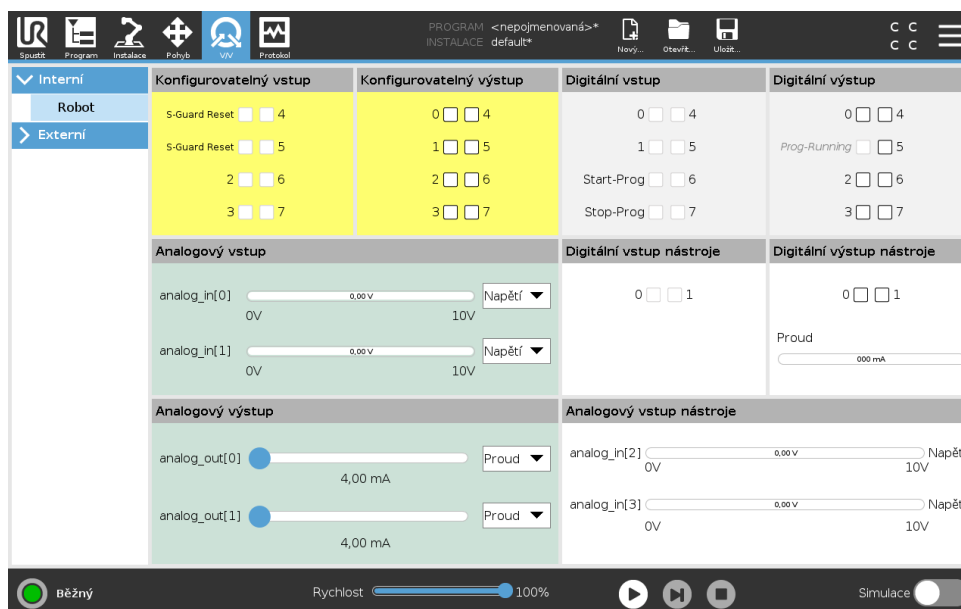 PROGRAM <nepojmenovaná>*
INSTALACE default*
Spustit Program Instalace Pohyb V/V Protokol Nový... Otevřít... Uložit...
C C
C C
Interní
Robot
Externí
Konfigurovatelný vstup
S-Guard Reset 4
S-Guard Reset 5
2 6
3 7
Konfigurovatelný výstup
0 4
1 5
2 6
3 7
Digitální vstup
0 4
1 5
Start-Prog 6
Stop-Prog 7
Digitální výstup
0 4
Prog-Running 5
2 6
3 7
Analogový vstup
analog_in[0] 0,00 V Napětí
0V 10V
analog_in[1] 0,00 V Napětí
0V 10V
Digitální vstup nástroje
0 1
Digitální výstup nástroje
0 1
Proud
000 mA
Analogový výstup
analog_out[0] Proud
4,00 mA
analog_out[1] Proud
4,00 mA
Analogový vstup nástroje
analog_in[2] 0,00 V Napět
0V 10V
analog_in[3] 0,00 V Napět
0V 10V
Běžný Rychlost 100% Simulace